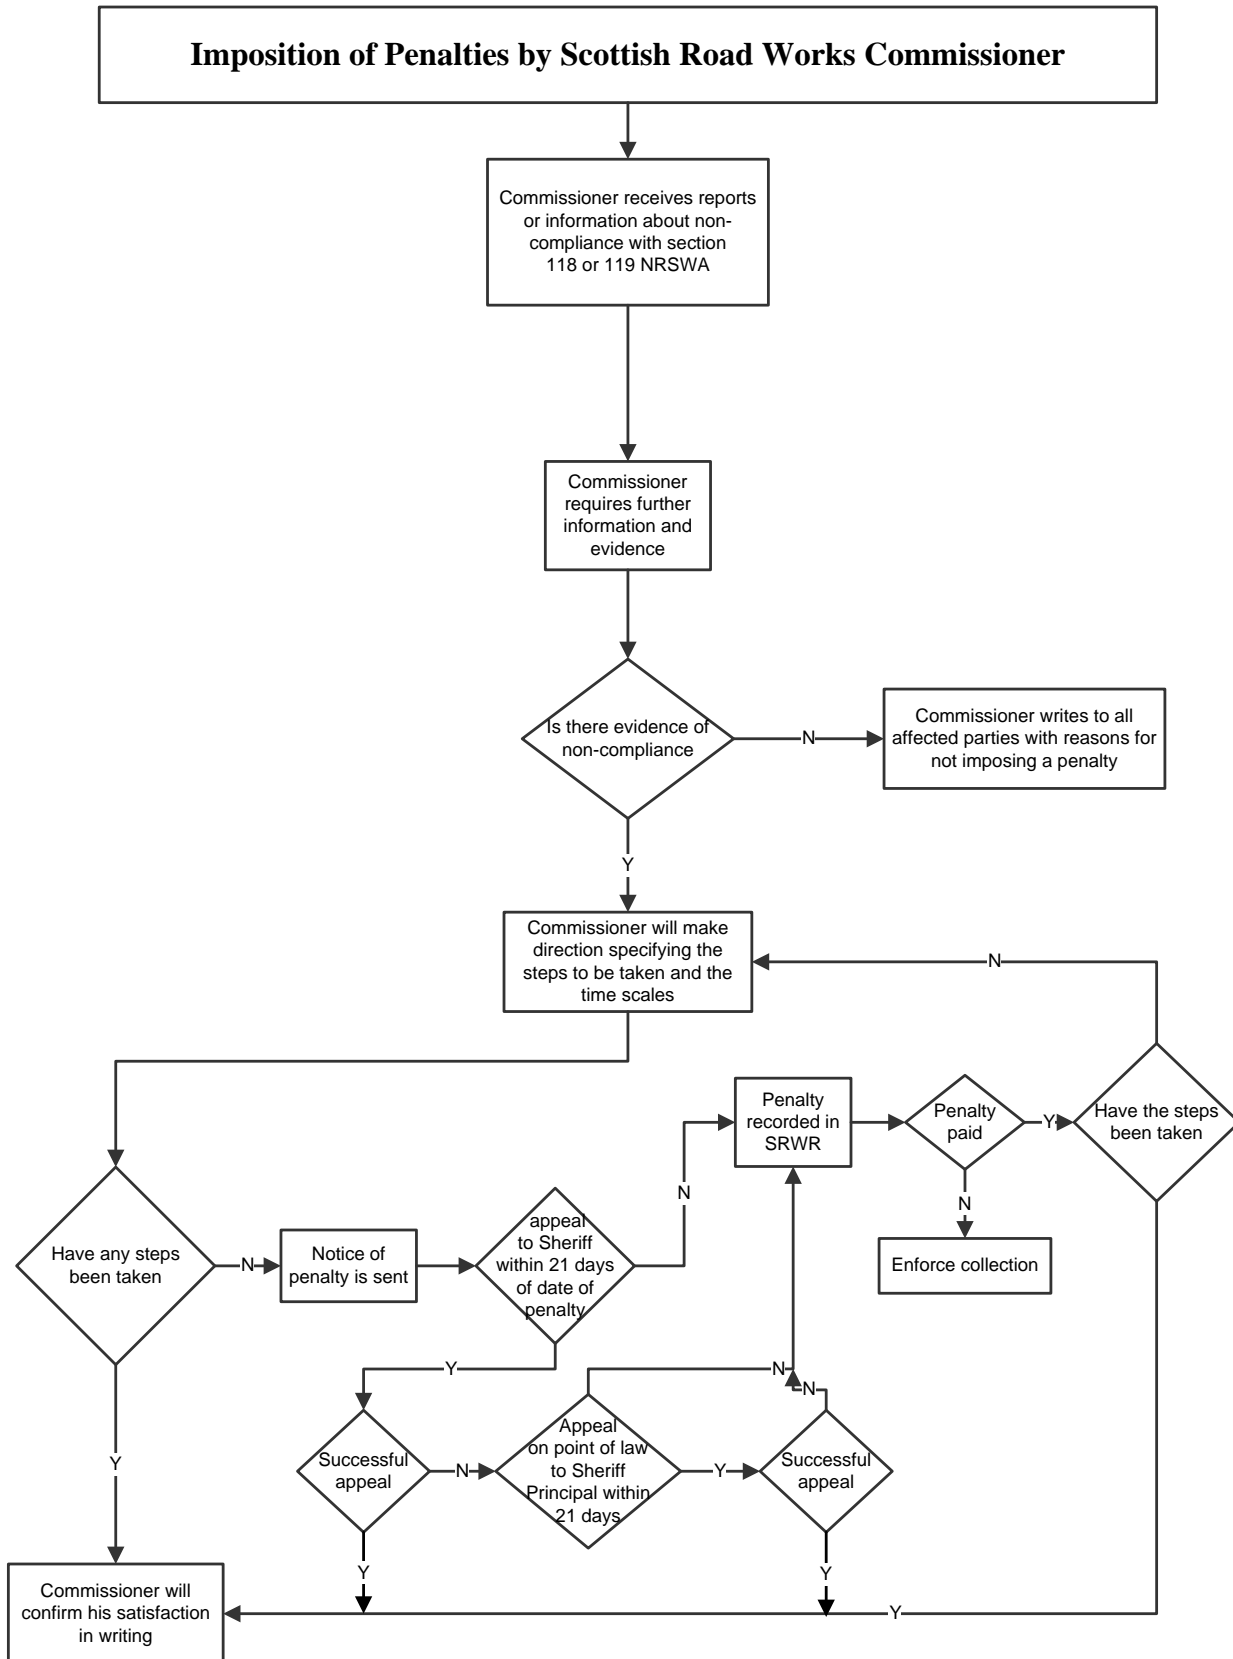 Imposition of Penalties by Scottish Road Works Commissioner
Commissioner receives reports
or information about non-
compliance with section
118 or 119 NRSWA
Commissioner
requires further
information and
evidence
Is there evidence of
non-compliance
N
Commissioner writes to all
affected parties with reasons for
not imposing a penalty
Y
Commissioner will make
direction specifying the
steps to be taken and the
time scales
N
Penalty
recorded in
SRWR
Penalty
paid
Y
Have the steps
been taken
N
N
Enforce collection
Have any steps
been taken
N
Notice of
penalty is sent
appeal
to Sheriff
within 21 days
of date of
penalty
Y
N
N
Y
Successful
appeal
N
Appeal
on point of law
to Sheriff
Principal within
21 days
Y
Successful
appeal
Y
Y
Commissioner will
confirm his satisfaction
in writing
Y